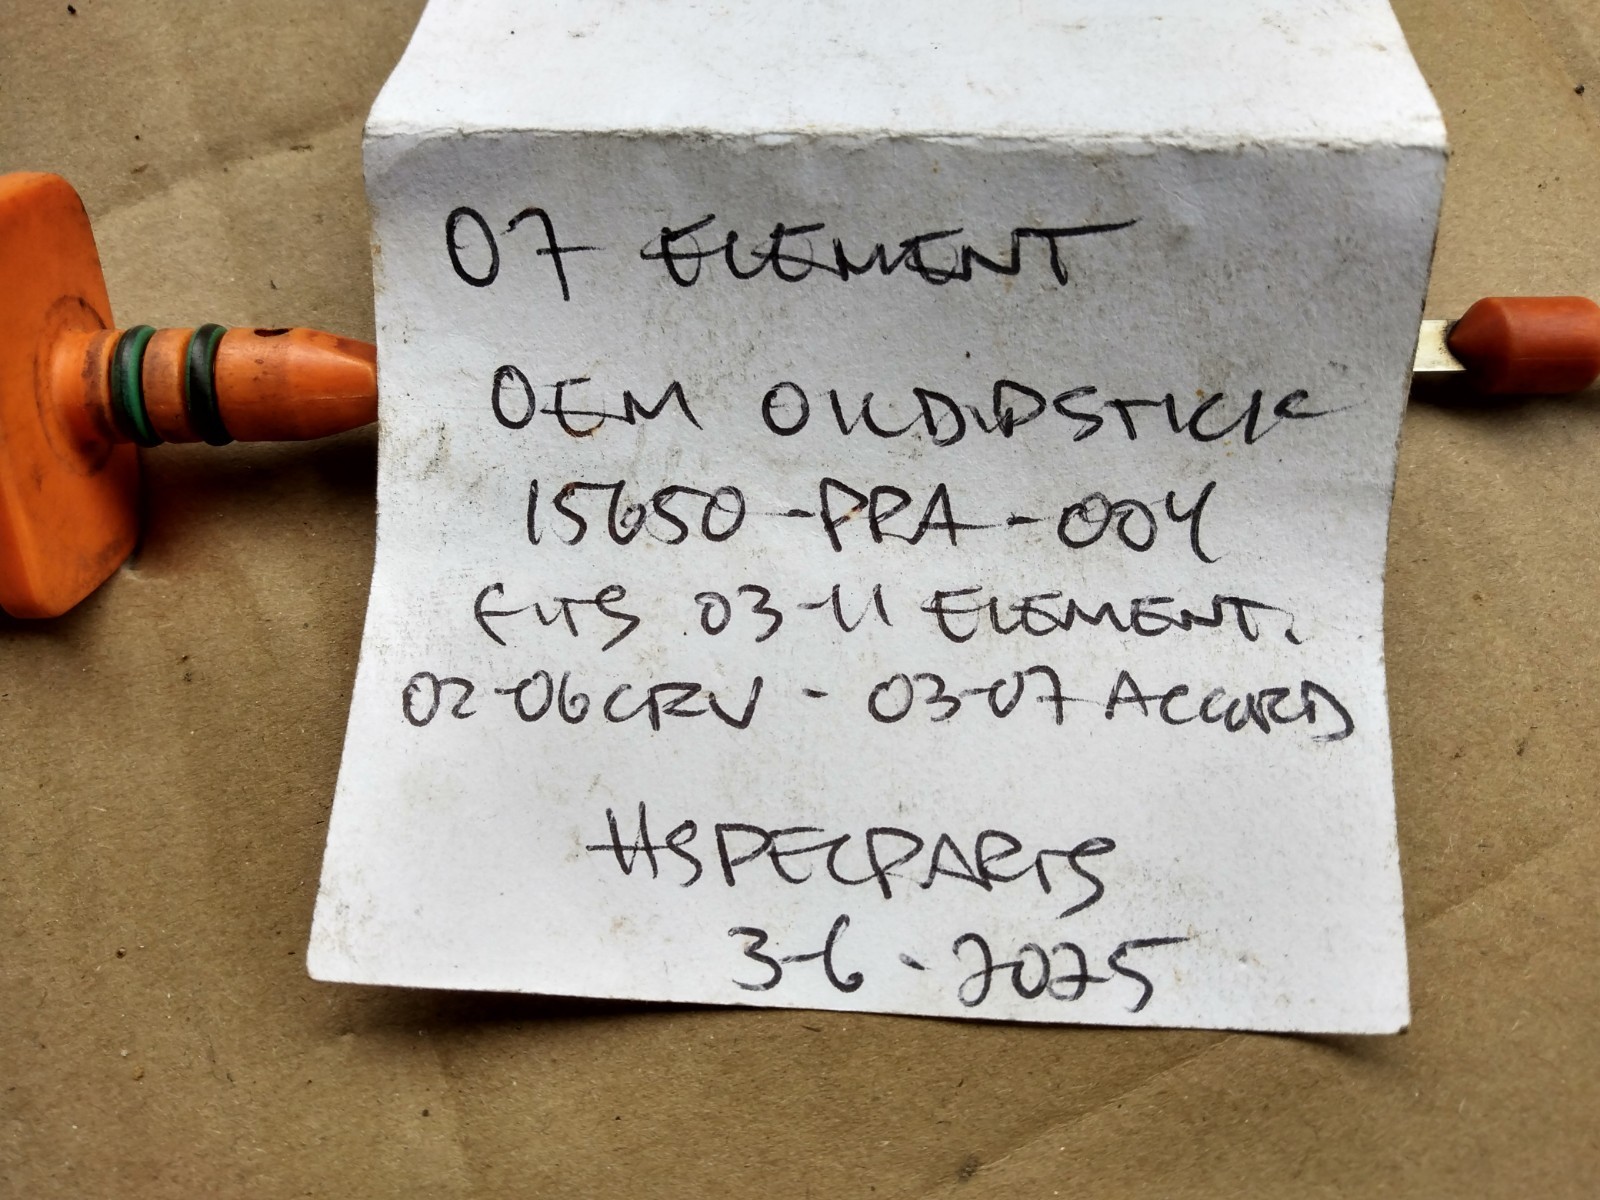 07 ELEMENT
OEM OILDIPSTICK
15650-PRA-004
FITS 03-11 ELEMENT.
02-06 CRV - 03-07 ACCORD
HSPECPARTS
3-6-2025